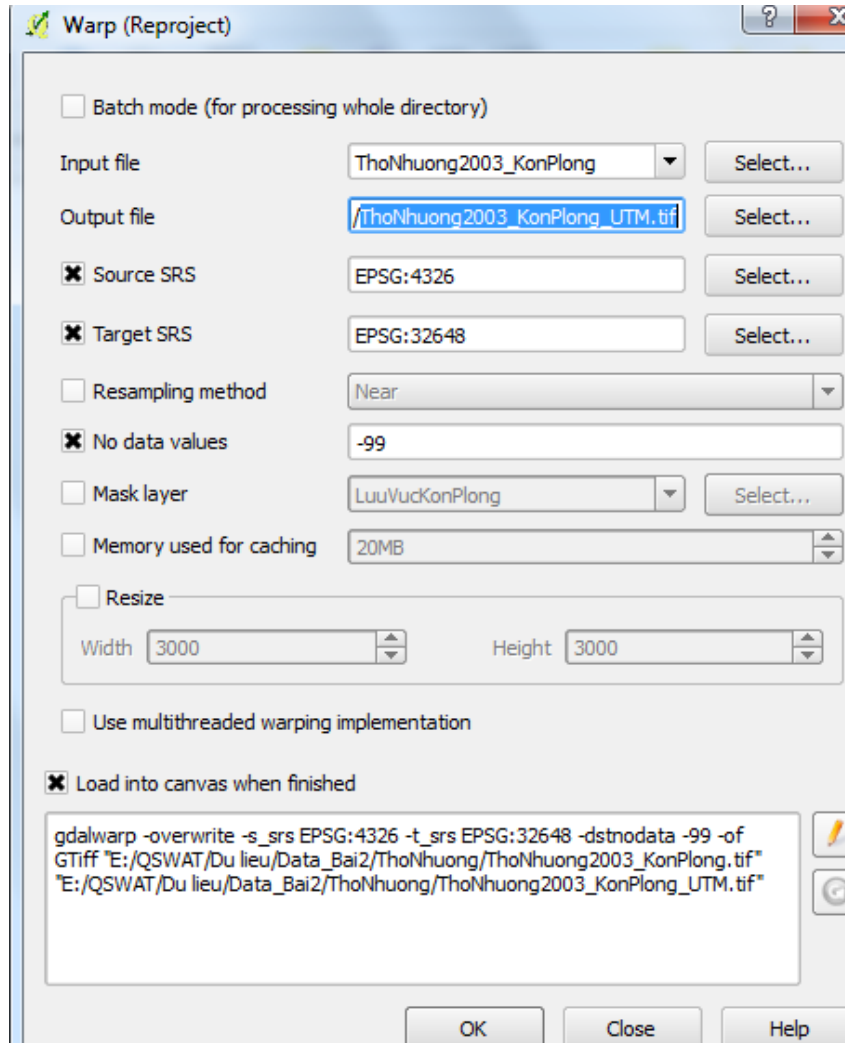 Warp (Reproject)
Batch mode (for processing whole directory)
Input file ThoNhuong2003_KonPlong Select...
Output file /ThoNhuong2003_KonPlong_UTM.tif Select...
Source SRS EPSG:4326 Select...
Target SRS EPSG:32648 Select...
Resampling method Near
No data values -99
Mask layer LuuVucKonPlong Select...
Memory used for caching 20MB
Resize
Width 3000 Height 3000
Use multithreaded warping implementation
Load into canvas when finished
gdalwarp -overwrite -s_srs EPSG:4326 -t_srs EPSG:32648 -dstnodata -99 -of
GTiff "E:/QSWAT/Du lieu/Data_Bai2/ThoNhuong/ThoNhuong2003_KonPlong.tif"
"E:/QSWAT/Du lieu/Data_Bai2/ThoNhuong/ThoNhuong2003_KonPlong_UTM.tif"
OK Close Help